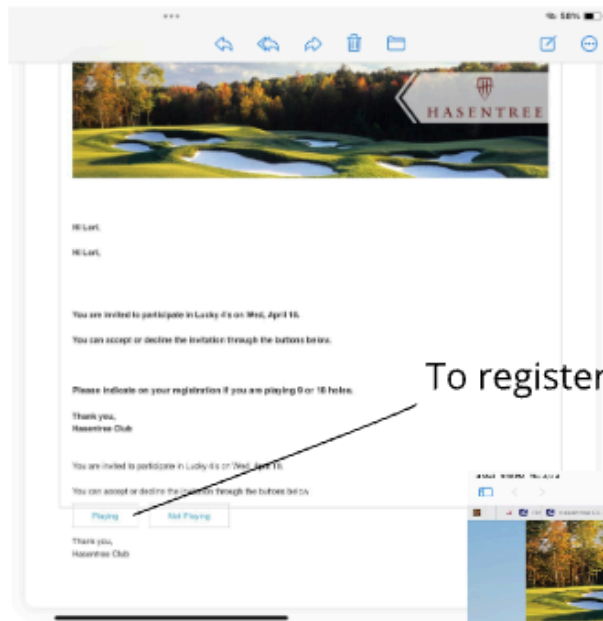 58%
HASENTREE
Hi Lori,
Hi Lori,
You are invited to participate in Lucky 4's on Wed, April
You can accept or decline the invitation through the buttons below.
Please indicate on your registration if you are playing 9 or 18 holes.
To register
Thank you,
Hasentree Club
You are invited to participate in Lucky 4's on Wed, April
You can accept or decline the invitation through the buttons below.
Playing
Not Playing
Thank you,
Hasentree Club